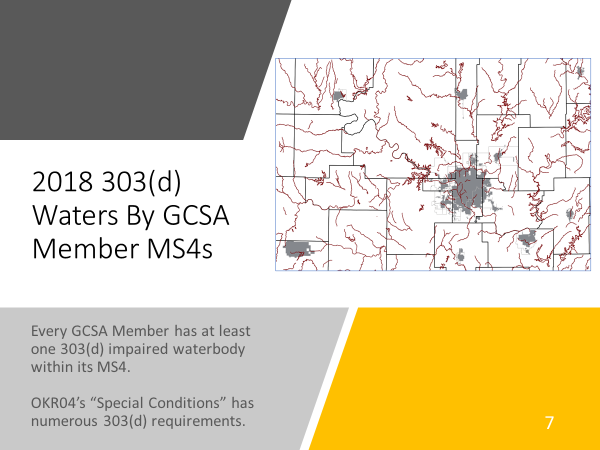 2018 303(d)
Waters By GCSA
Member MS4s
Every GCSA Member has at least
one 303(d) impaired waterbody
within its MS4.
OKR04’s “Special Conditions” has
numerous 303(d) requirements.
7